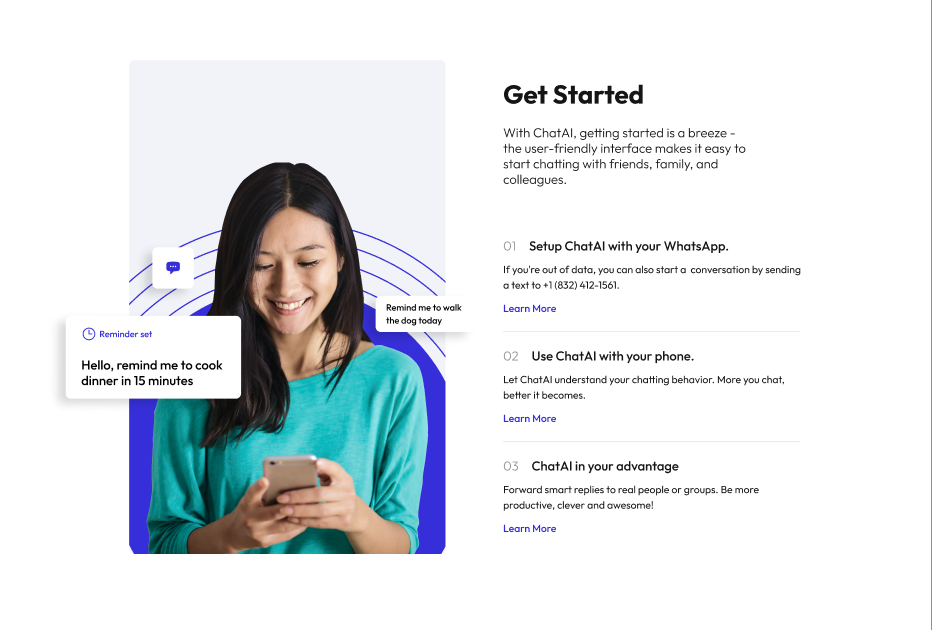 Get Started
With ChatAI, getting started is a breeze -
the user-friendly interface makes it easy to
start chatting with friends, family, and
colleagues.
01 Setup ChatAI with your WhatsApp.
If you're out of data, you can also start a conversation by sending
a text to +1 (832) 412-1561.
Learn More
02 Use ChatAI with your phone.
Let ChatAI understand your chatting behavior. More you chat,
better it becomes.
Learn More
03 ChatAI in your advantage
Forward smart replies to real people or groups. Be more
productive, clever and awesome!
Learn More
Remind me to walk
the dog today
Reminder set
Hello, remind me to cook
dinner in 15 minutes